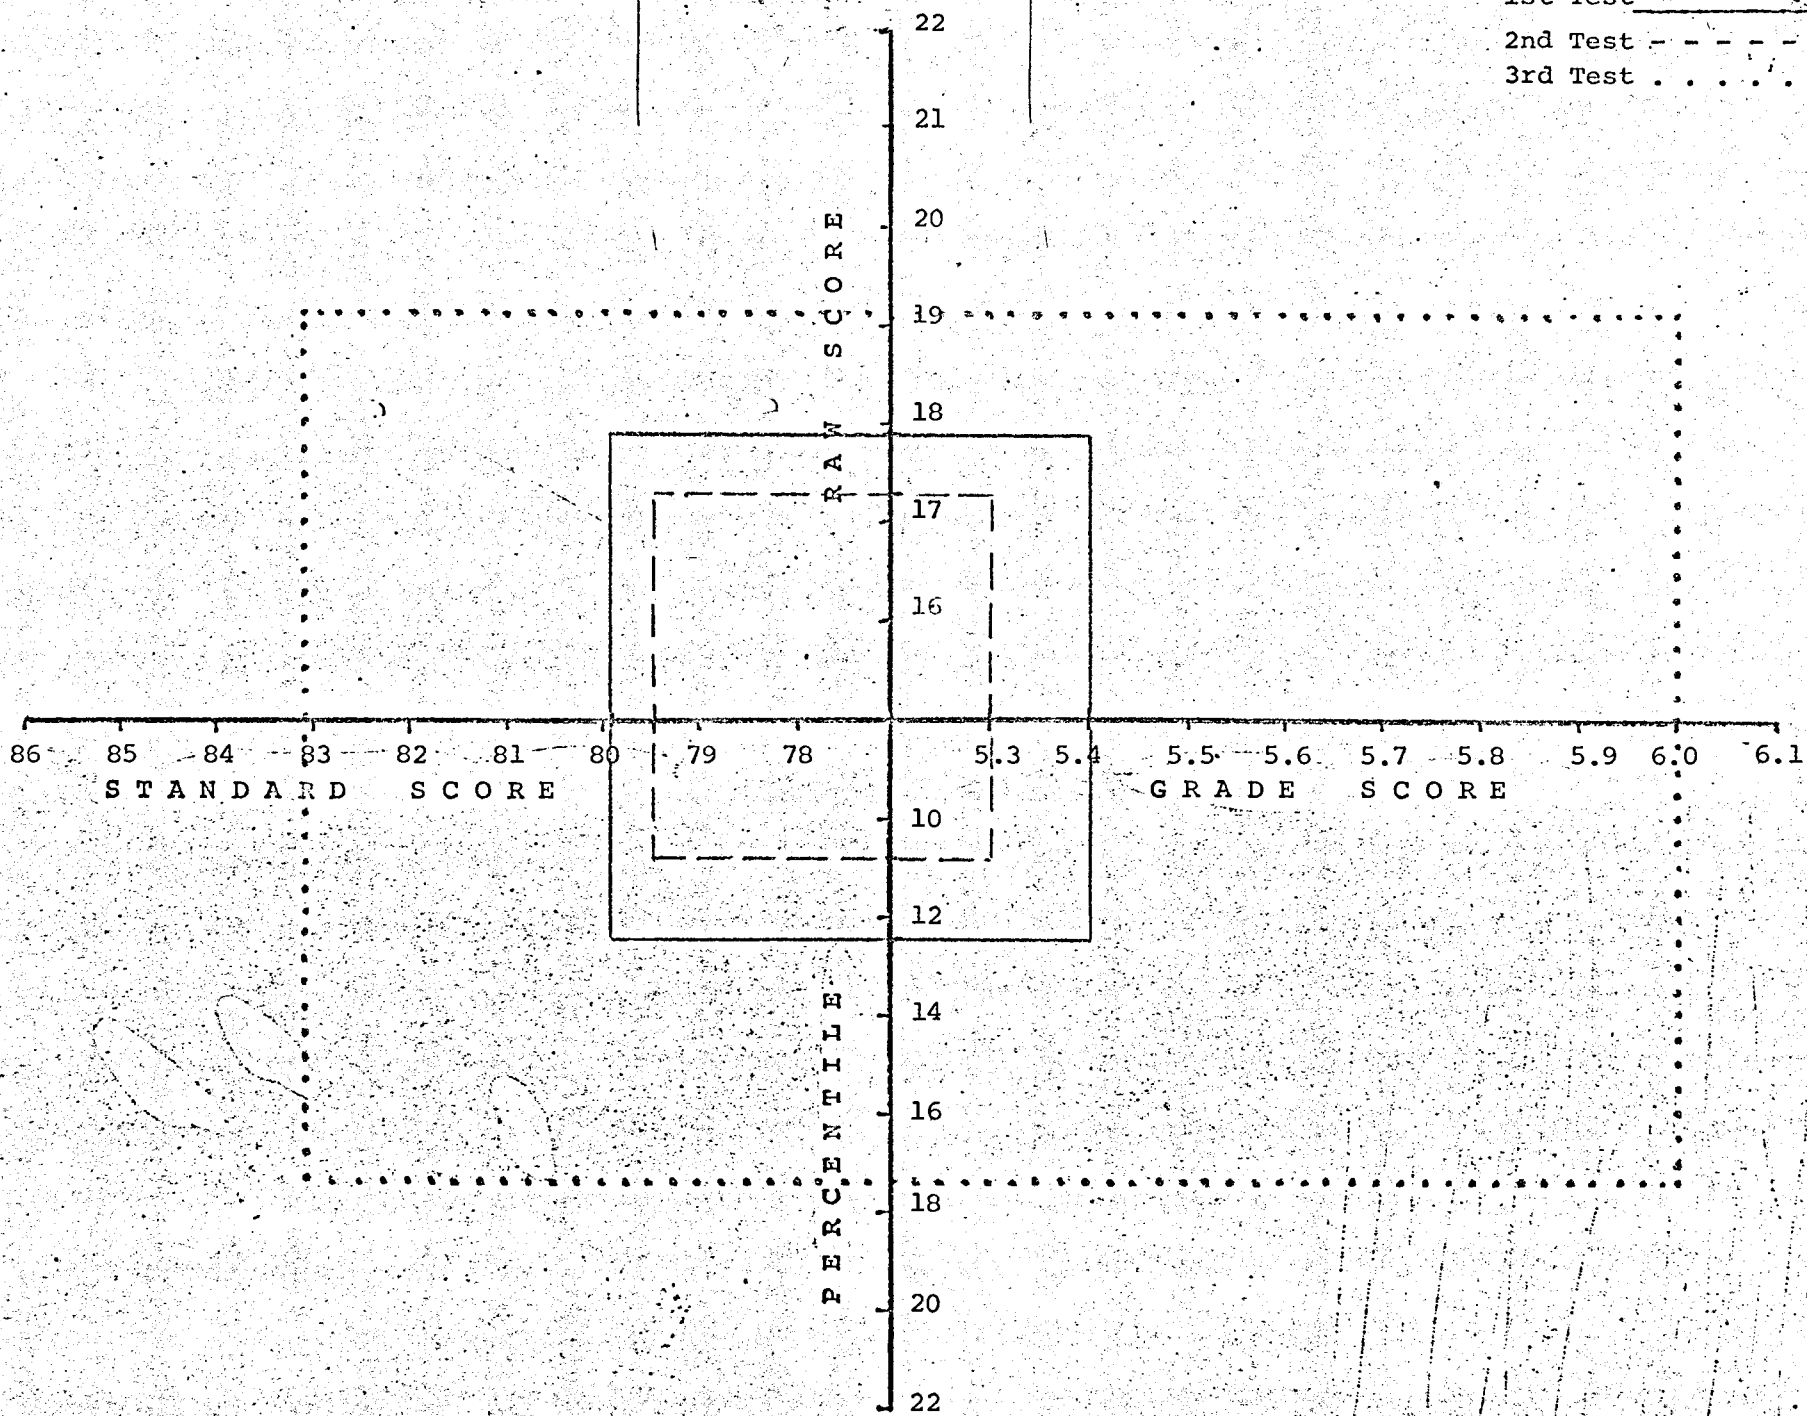 1st Test
2nd Test - - - - -
3rd Test . . . . .
22
21
20
19
18
17
16
RAW SCORE
86 85 84 83 82 81 80 79 78 5.3 5.4 5.5 5.6 5.7 5.8 5.9 6.0 6.1
STANDARD SCORE GRADE SCORE
10
12
14
16
18
20
22
PERCENTILE